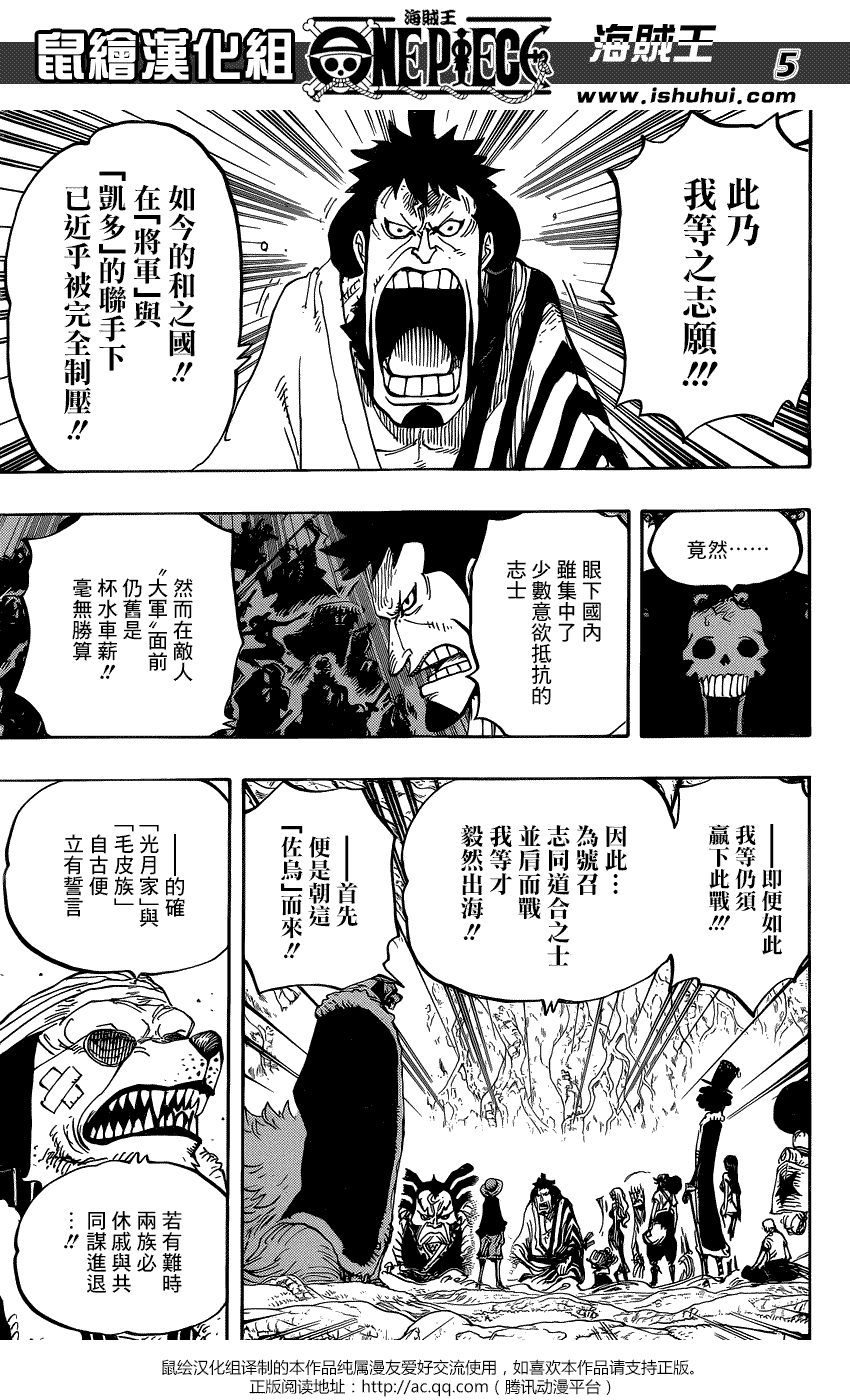 鼠繪漢化組
海賊王
ONE PIECE
海賊王
5
www.ishuhui.com
此乃
我等之志願!!!
如今的和之國!!
在「將軍」與
「凱多」的聯手下
已近乎被完全制壓!!
竟然……
眼下國內
雖集中了
少數意欲抵抗的
志士
然而在敵人
〝大軍〞面前
仍舊是
杯水車薪!!
毫無勝算
——即便如此
我等仍須
贏下此戰!!!
因此…
為號召
志同道合之士
並肩而戰
我等才
毅然出海!!
——首先
便是朝這
「佐烏」而來!!
——的確
「光月家」與
「毛皮族」
自古便
立有誓言
若有難時
兩族必
休戚與共
同謀進退
…!!
鼠绘汉化组译制的本作品纯属漫友爱好交流使用，如喜欢本作品请支持正版。
正版阅读地址：http://ac.qq.com（腾讯动漫平台）